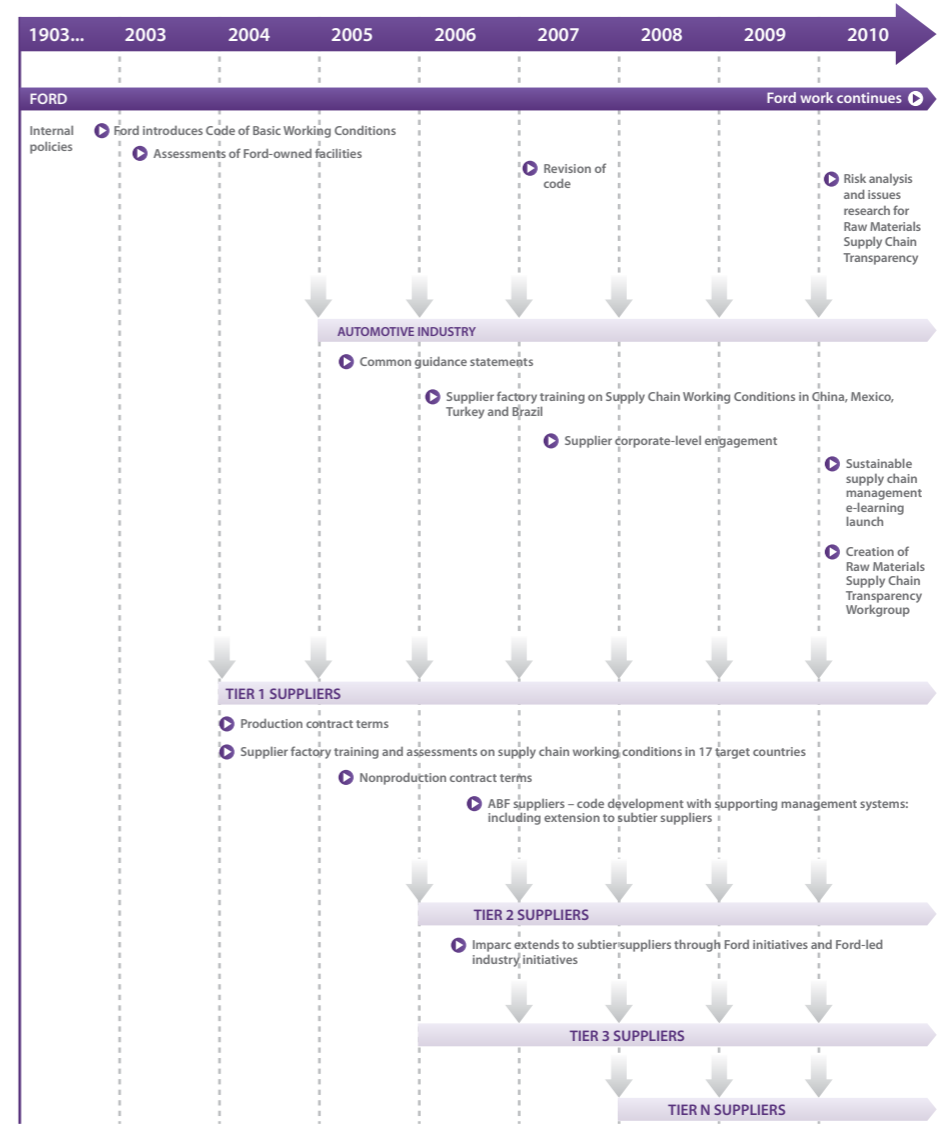 1903... 2003 2004 2005 2006 2007 2008 2009 2010
FORD Ford work continues
Internal
policies
Ford introduces Code of Basic Working Conditions
Assessments of Ford-owned facilities
Revision of
code
Risk analysis
and issues
research for
Raw Materials
Supply Chain
Transparency
AUTOMOTIVE INDUSTRY
Common guidance statements
Supplier factory training on Supply Chain Working Conditions in China, Mexico,
Turkey and Brazil
Supplier corporate-level engagement
Sustainable
supply chain
management
e-learning
launch
Creation of
Raw Materials
Supply Chain
Transparency
Workgroup
TIER 1 SUPPLIERS
Production contract terms
Supplier factory training and assessments on supply chain working conditions in 17 target countries
Nonproduction contract terms
ABF suppliers – code development with supporting management systems:
including extension to subtier suppliers
TIER 2 SUPPLIERS
Imparc extends to subtier suppliers through Ford initiatives and Ford-led
industry initiatives
TIER 3 SUPPLIERS
TIER N SUPPLIERS